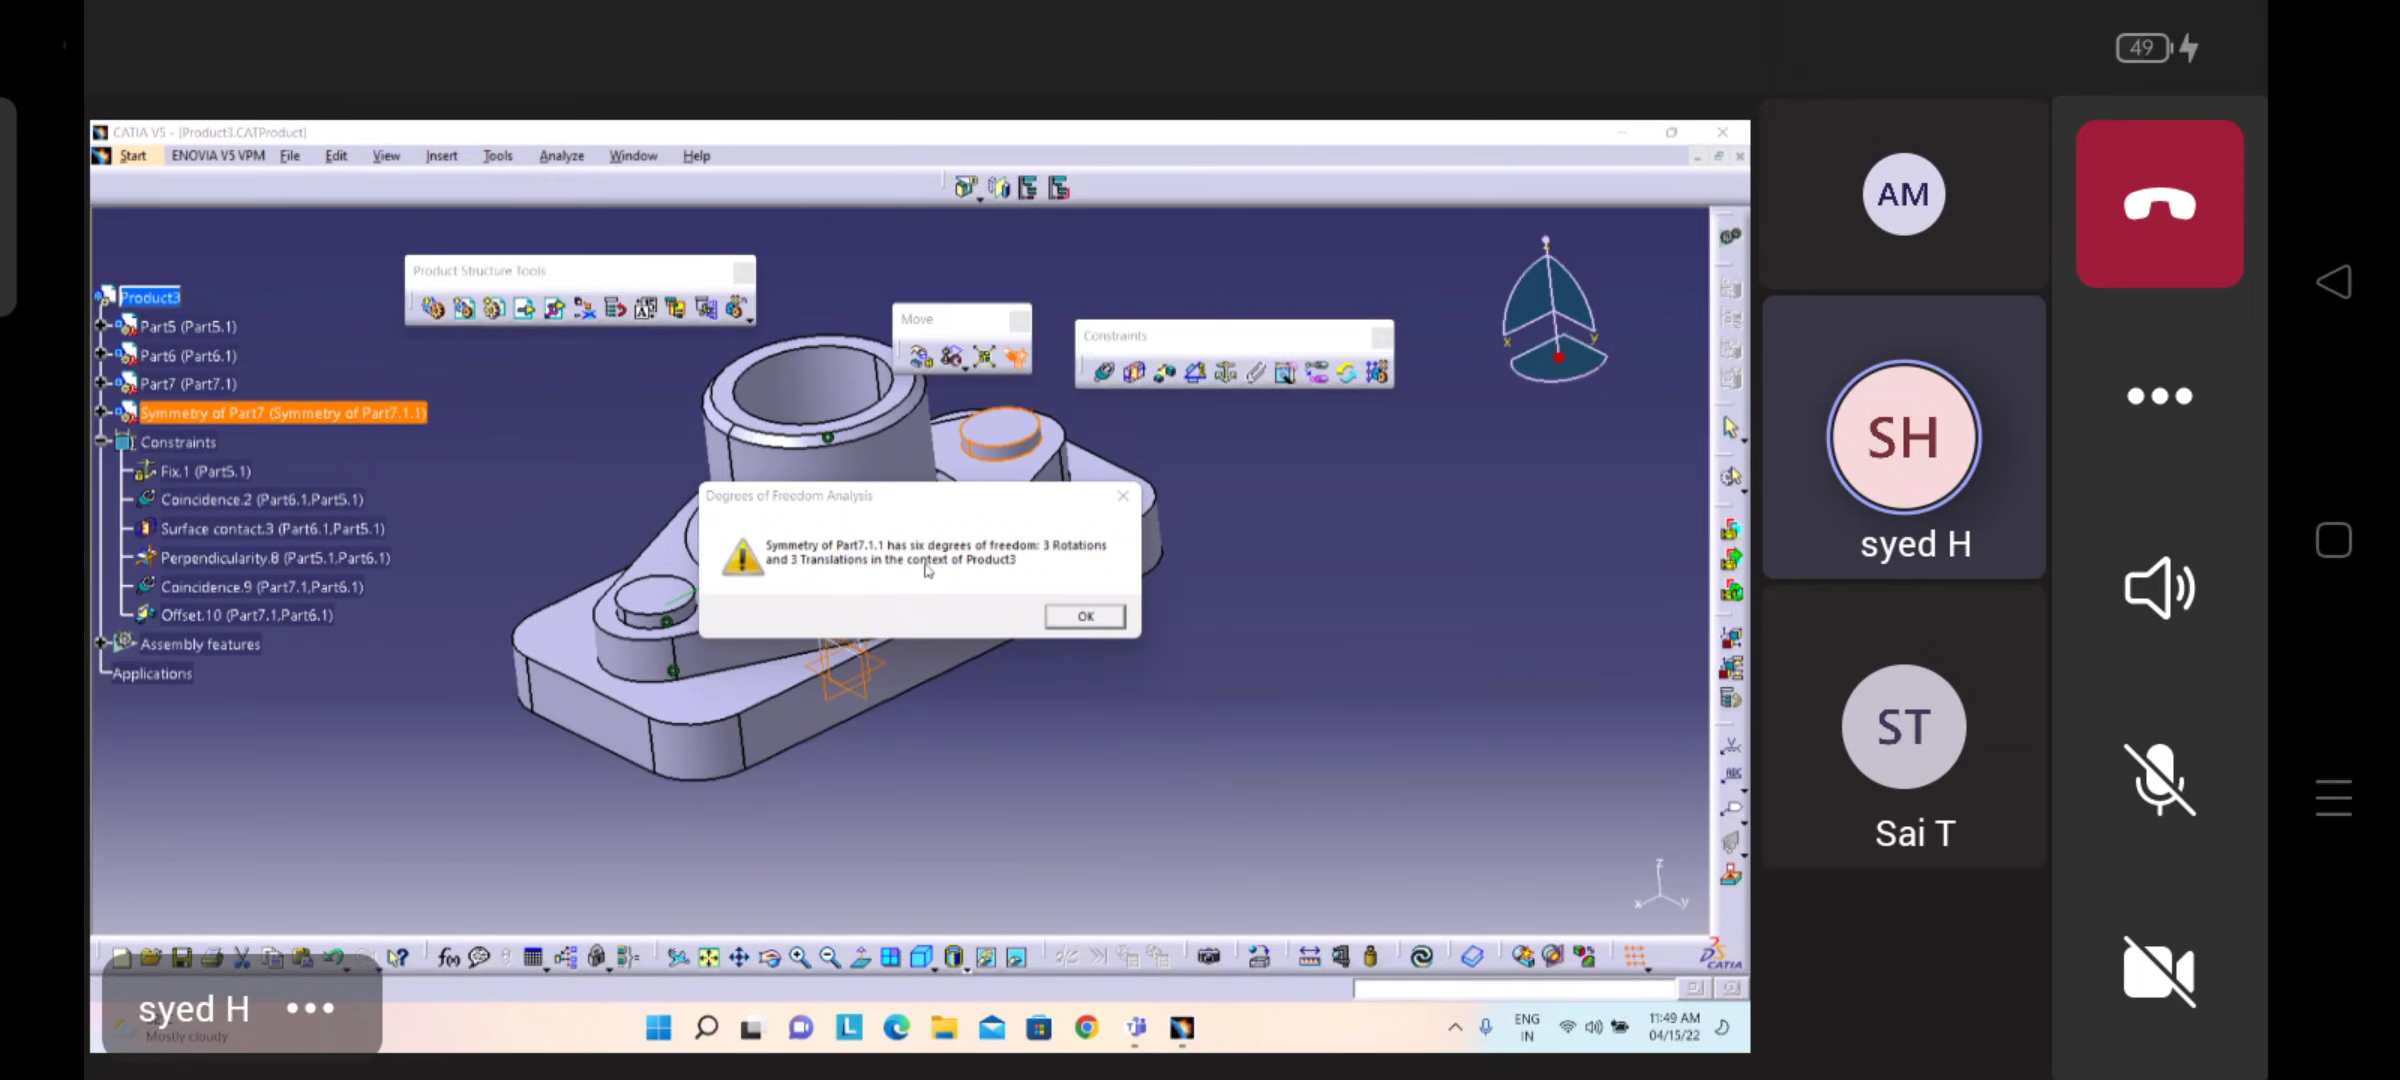 49
CATIA V5 - [Product3.CATProduct]
Start ENOVIA V5 VPM File Edit View Insert Tools Analyze Window Help
AM
Product Structure Tools
Product3
Part5 (Part5.1)
Move
Constraints
Part6 (Part6.1)
Part7 (Part7.1)
x
y
Symmetry of Part7 (Symmetry of Part7.1.1)
Constraints
SH
Fix.1 (Part5.1)
Coincidence.2 (Part6.1,Part5.1)
Degrees of Freedom Analysis
Surface contact.3 (Part6.1,Part5.1)
syed H
Symmetry of Part7.1.1 has six degrees of freedom: 3 Rotations
and 3 Translations in the context of Product3
Perpendicularity.8 (Part5.1,Part6.1)
Coincidence.9 (Part7.1,Part6.1)
Offset.10 (Part7.1,Part6.1)
OK
Assembly features
Applications
ST
Sai T
ABC
z
x
y
f(x)
DS
CATIA
syed H
Mostly cloudy
L
ENG
IN
11:49 AM
04/15/22